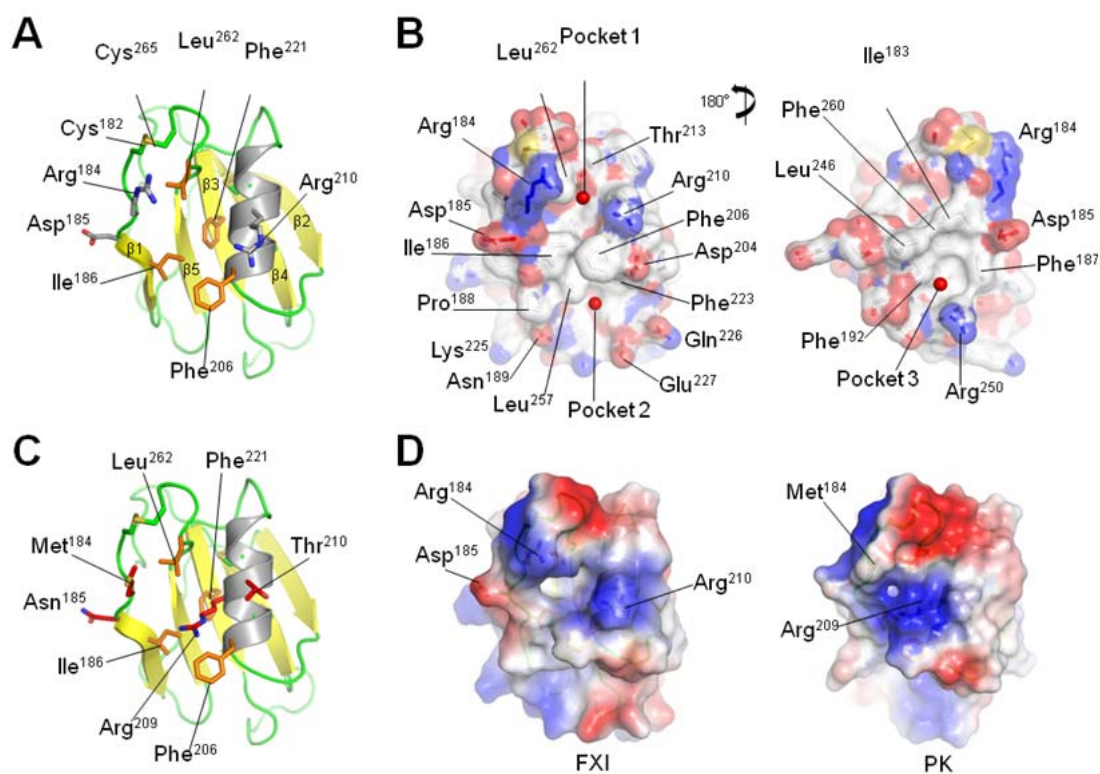 A
Cys265
Leu262
Phe221
Cys182
Arg184
Asp185
Ile186
Phe206
Arg210
β1
β5
β3
β4
β2
B
Leu262
Pocket 1
Arg184
Asp185
Ile186
Pro188
Lys225
Asn189
Leu257
Pocket 2
Thr213
Arg210
Phe206
Asp204
Phe223
Gln226
Glu227
180°
Ile183
Phe260
Leu246
Arg184
Asp185
Phe187
Phe192
Pocket 3
Arg250
C
Leu262
Phe221
Met184
Asn185
Ile186
Arg209
Phe206
Thr210
D
Arg184
Asp185
Arg210
FXI
Met184
Arg209
PK